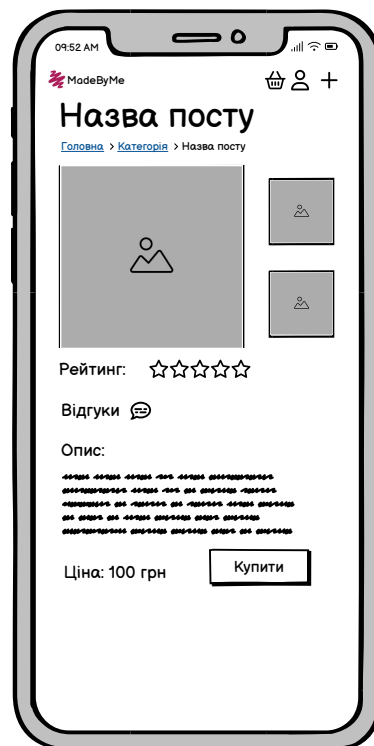 09:52 AM
MadeByMe
Назва посту
Головна > Категорія > Назва посту
Рейтинг:
Відгуки
Опис:
Ціна: 100 грн
Купити